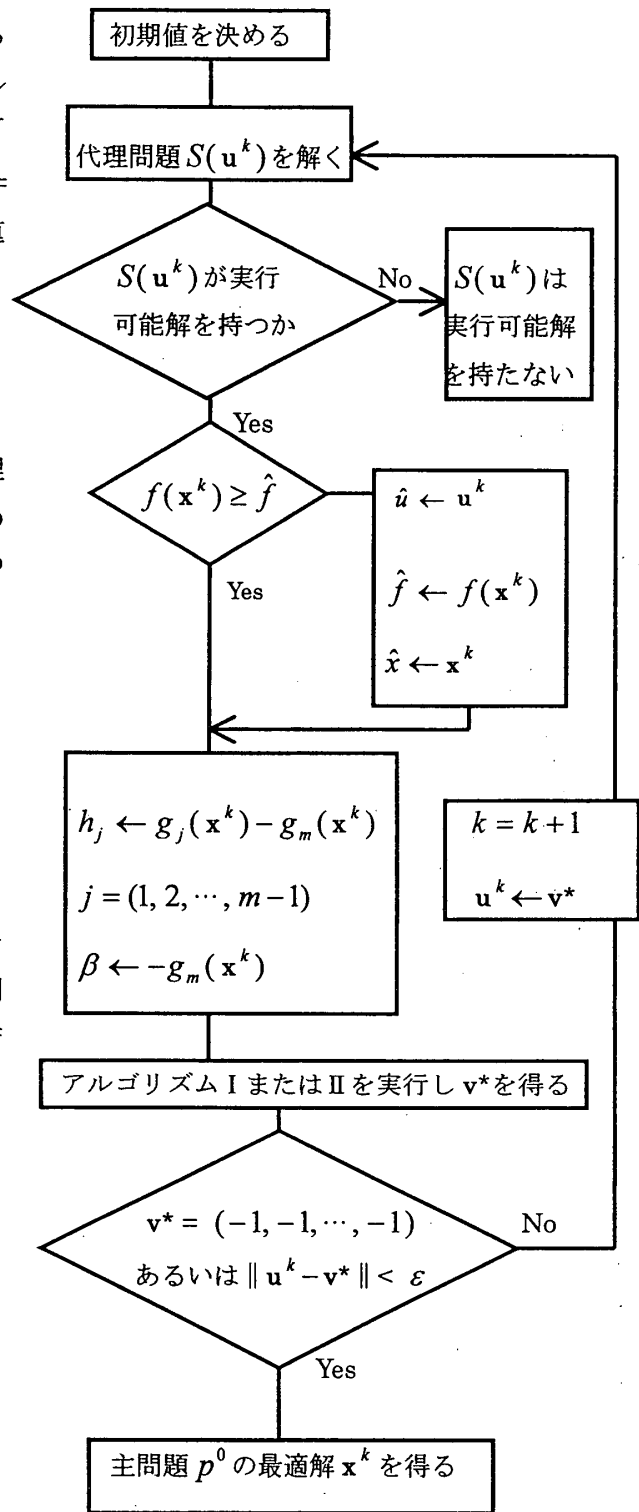 初期値を決める
代理問題 S(u^k) を解く
S(u^k) が実行
可能解を持つか
No
S(u^k) は
実行可能解
を持たない
Yes
f(x^k) ≥ f̂
û ← u^k
f̂ ← f(x^k)
x̂ ← x^k
Yes
h_j ← g_j(x^k) − g_m(x^k)
j = (1, 2, ⋯, m−1)
β ← −g_m(x^k)
k = k+1
u^k ← v*
アルゴリズム I または II を実行し v* を得る
v* = (−1, −1, ⋯, −1)
あるいは ‖ u^k − v* ‖ < ε
No
Yes
主問題 p^0 の最適解 x^k を得る